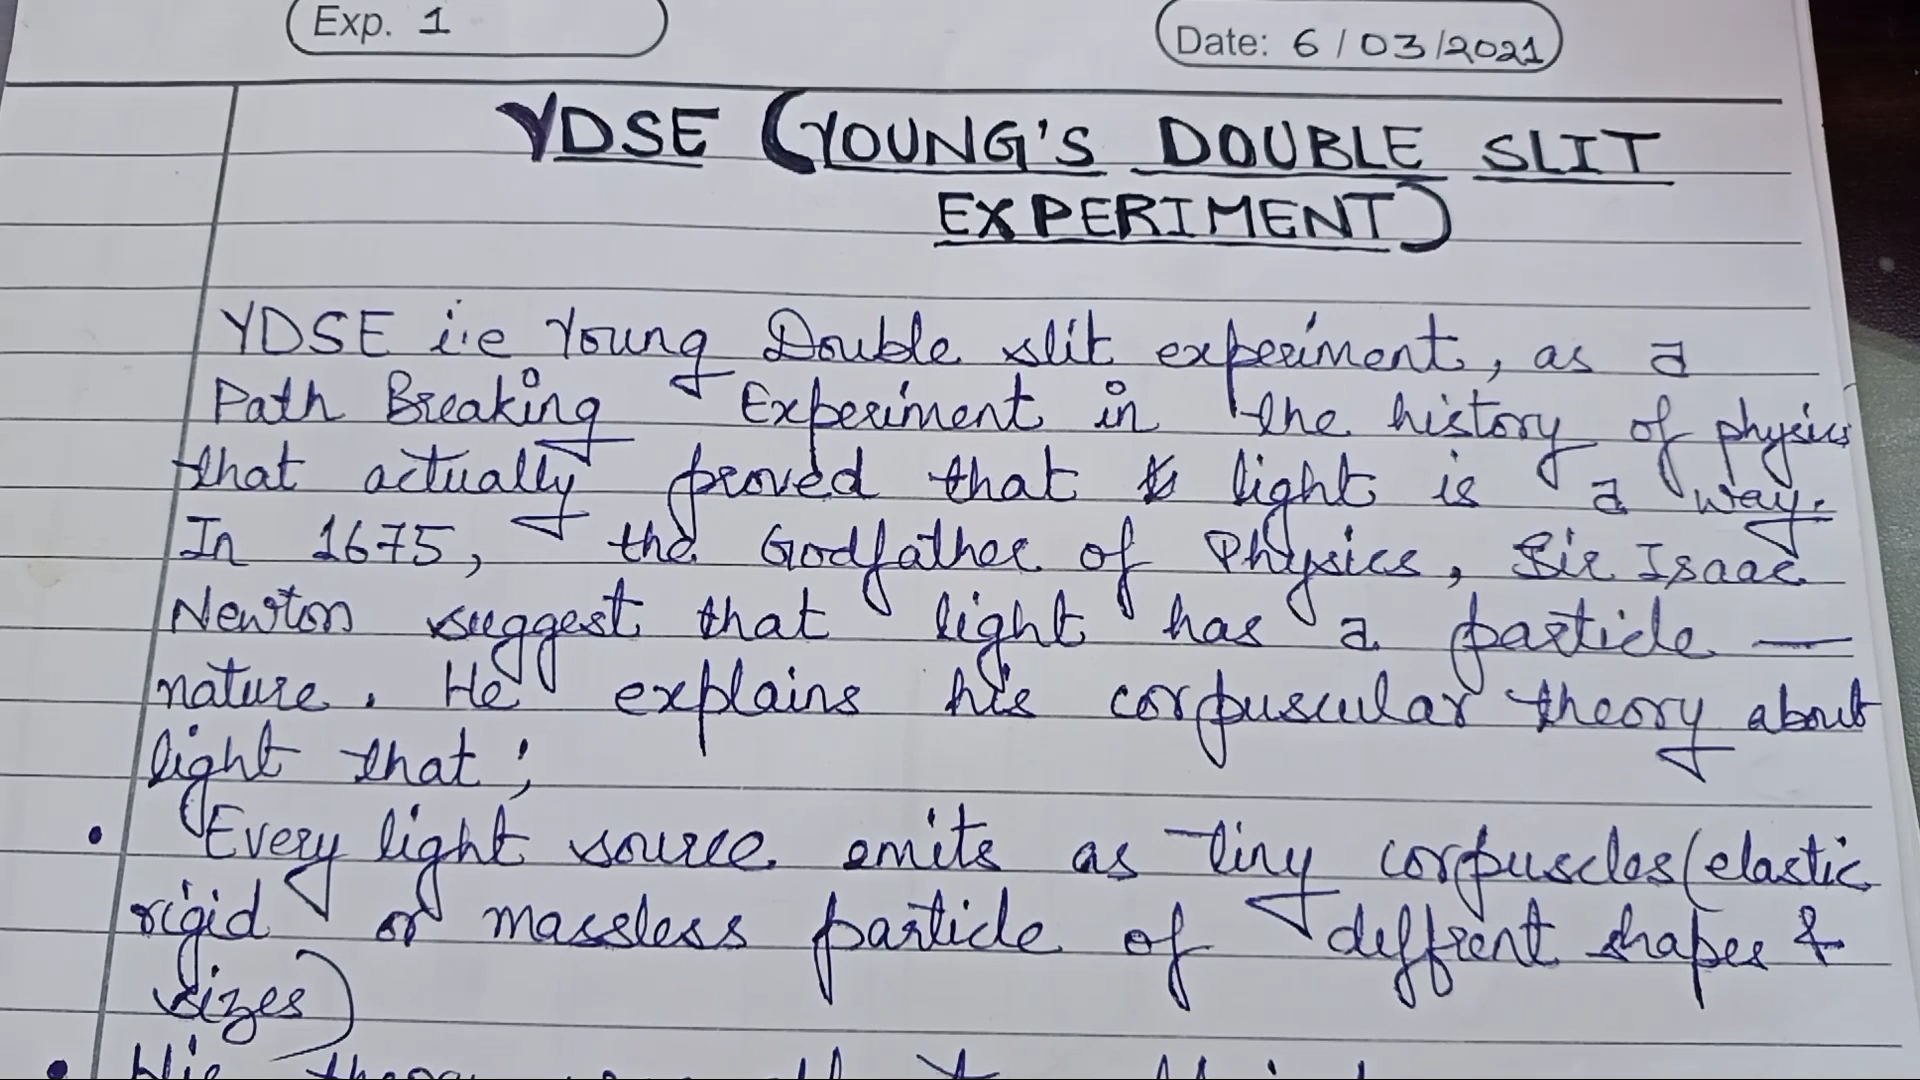 Exp. 1
Date: 6/03/2021
YDSE (YOUNG'S DOUBLE SLIT
EXPERIMENT)
YDSE i.e Young Double slit experiment, as a
Path Breaking Experiment in the history of physics
that actually proved that light is a way.
In 1675, the Godfather of Physics, Sir Isaac
Newton suggest that light has a particle —
nature. He explains his corpuscular theory about
light that ;
• Every light source emits as tiny corpuscles (elastic
rigid or massless particle of diffrent shapes &
sizes)